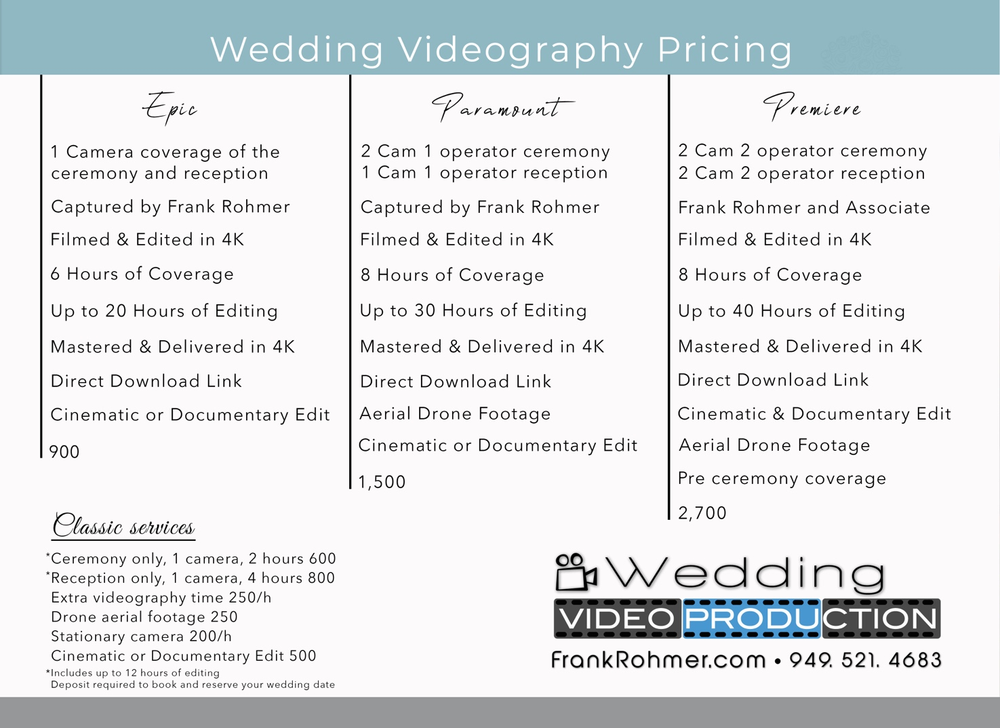 Wedding Videography Pricing
Epic
1 Camera coverage of the
ceremony and reception
Captured by Frank Rohmer
Filmed & Edited in 4K
6 Hours of Coverage
Up to 20 Hours of Editing
Mastered & Delivered in 4K
Direct Download Link
Cinematic or Documentary Edit
900
Paramount
2 Cam 1 operator ceremony
1 Cam 1 operator reception
Captured by Frank Rohmer
Filmed & Edited in 4K
8 Hours of Coverage
Up to 30 Hours of Editing
Mastered & Delivered in 4K
Direct Download Link
Aerial Drone Footage
Cinematic or Documentary Edit
1,500
Premiere
2 Cam 2 operator ceremony
2 Cam 2 operator reception
Frank Rohmer and Associate
Filmed & Edited in 4K
8 Hours of Coverage
Up to 40 Hours of Editing
Mastered & Delivered in 4K
Direct Download Link
Cinematic & Documentary Edit
Aerial Drone Footage
Pre ceremony coverage
2,700
Classic services
*Ceremony only, 1 camera, 2 hours 600
*Reception only, 1 camera, 4 hours 800
Extra videography time 250/h
Drone aerial footage 250
Stationary camera 200/h
Cinematic or Documentary Edit 500
*Includes up to 12 hours of editing
Deposit required to book and reserve your wedding date
Wedding
VIDEO PRODUCTION
FrankRohmer.com • 949. 521. 4683